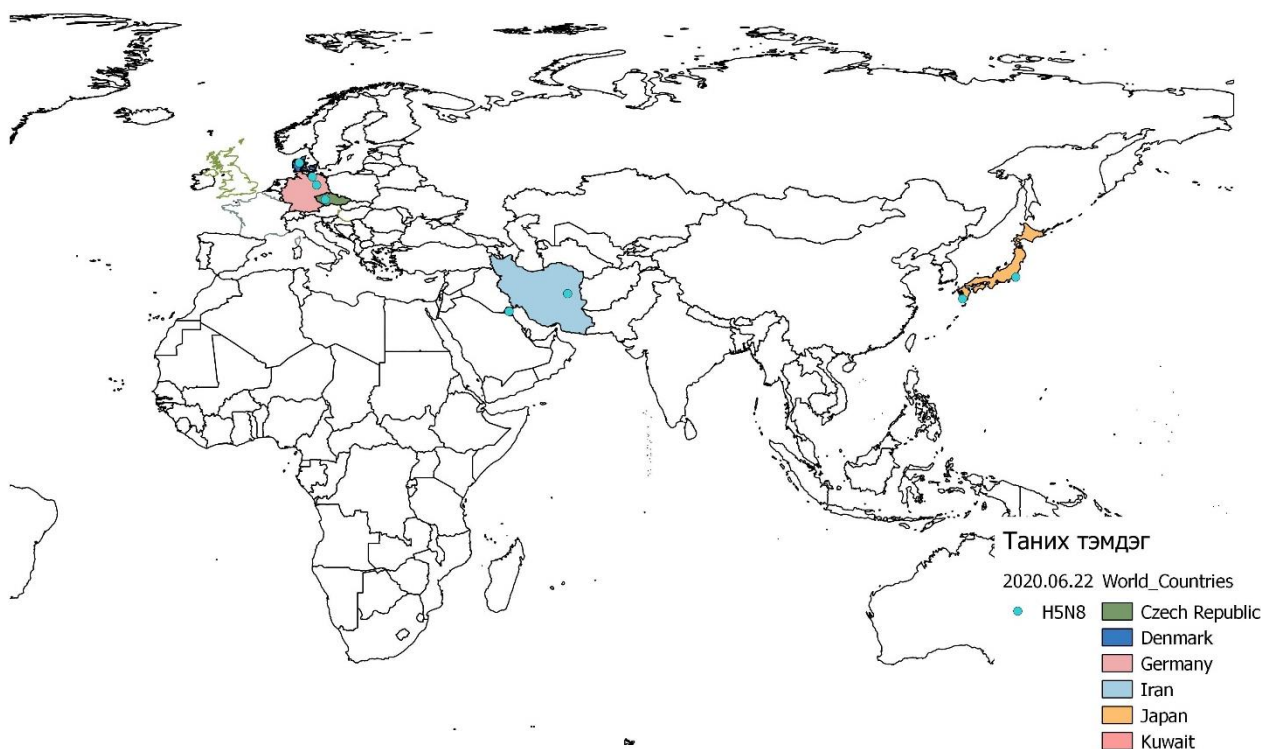 Таних тэмдэг
2020.06.22 World_Countries
H5N8
Czech Republic
Denmark
Germany
Iran
Japan
Kuwait